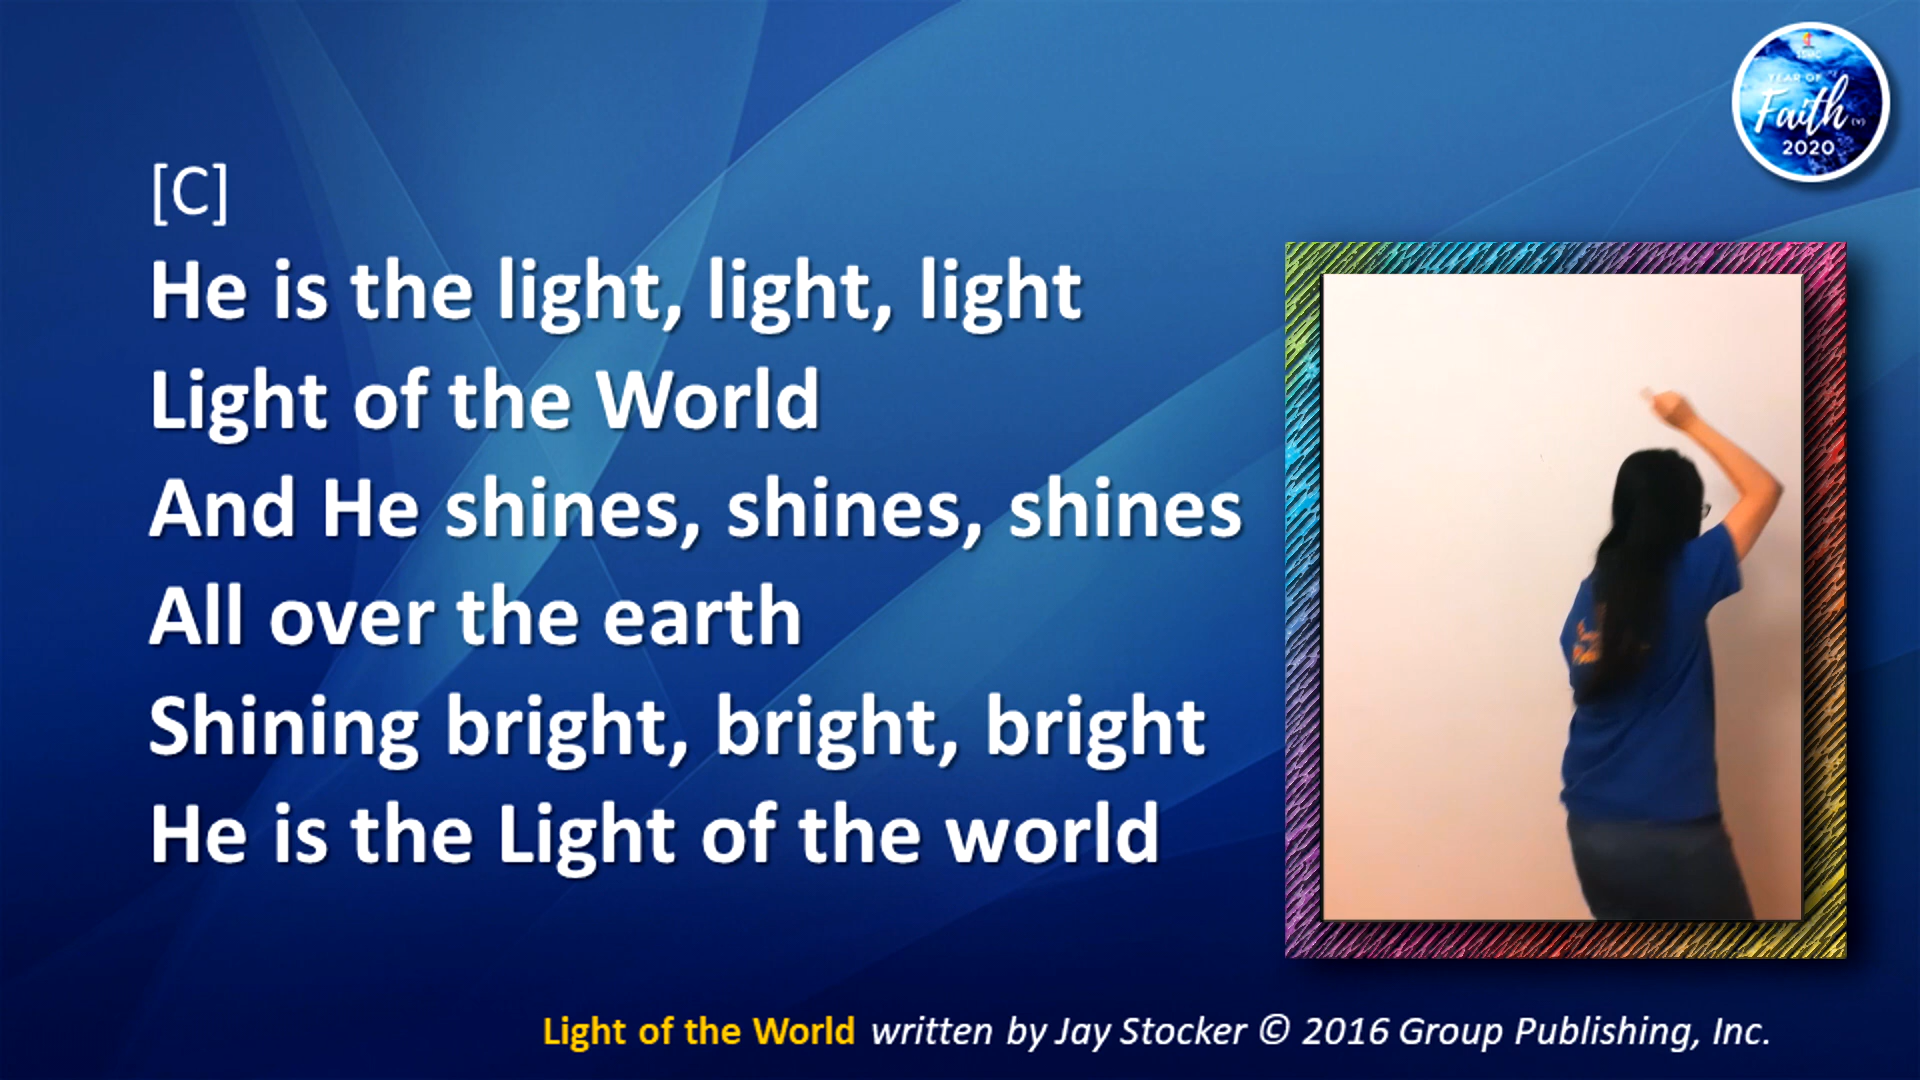 YEAR OF
Faith
2020
[C]
He is the light, light, light
Light of the World
And He shines, shines, shines
All over the earth
Shining bright, bright, bright
He is the Light of the world
Light of the World written by Jay Stocker © 2016 Group Publishing, Inc.